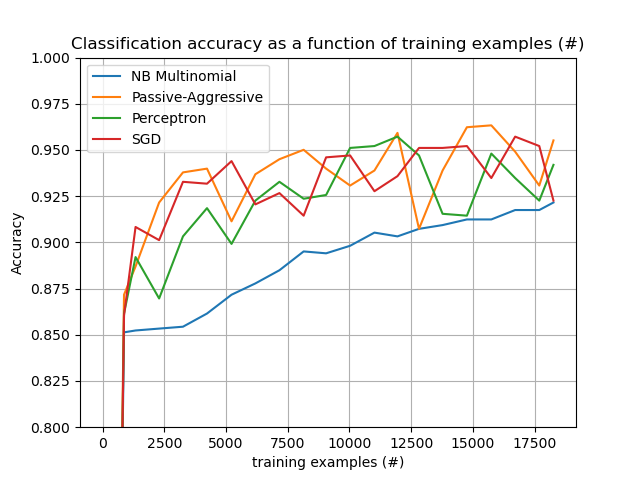 Classification accuracy as a function of training examples (#)
NB Multinomial
Passive-Aggressive
Perceptron
SGD
Accuracy
1.000
0.975
0.950
0.925
0.900
0.875
0.850
0.825
0.800
0
2500
5000
7500
10000
12500
15000
17500
training examples (#)